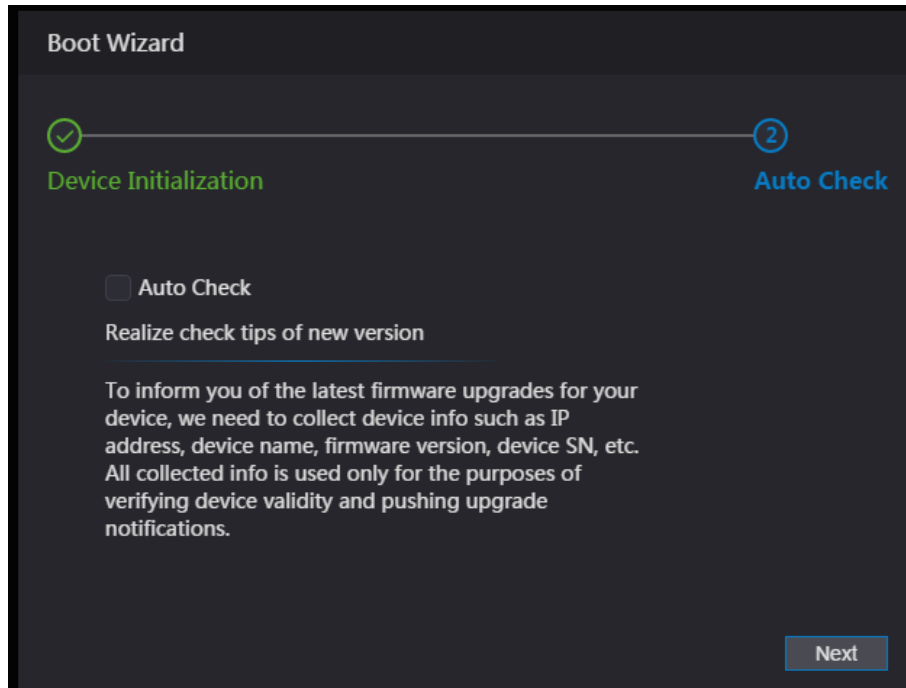 Boot Wizard
2
Device Initialization
Auto Check
Auto Check
Realize check tips of new version
To inform you of the latest firmware upgrades for your
device, we need to collect device info such as IP
address, device name, firmware version, device SN, etc.
All collected info is used only for the purposes of
verifying device validity and pushing upgrade
notifications.
Next